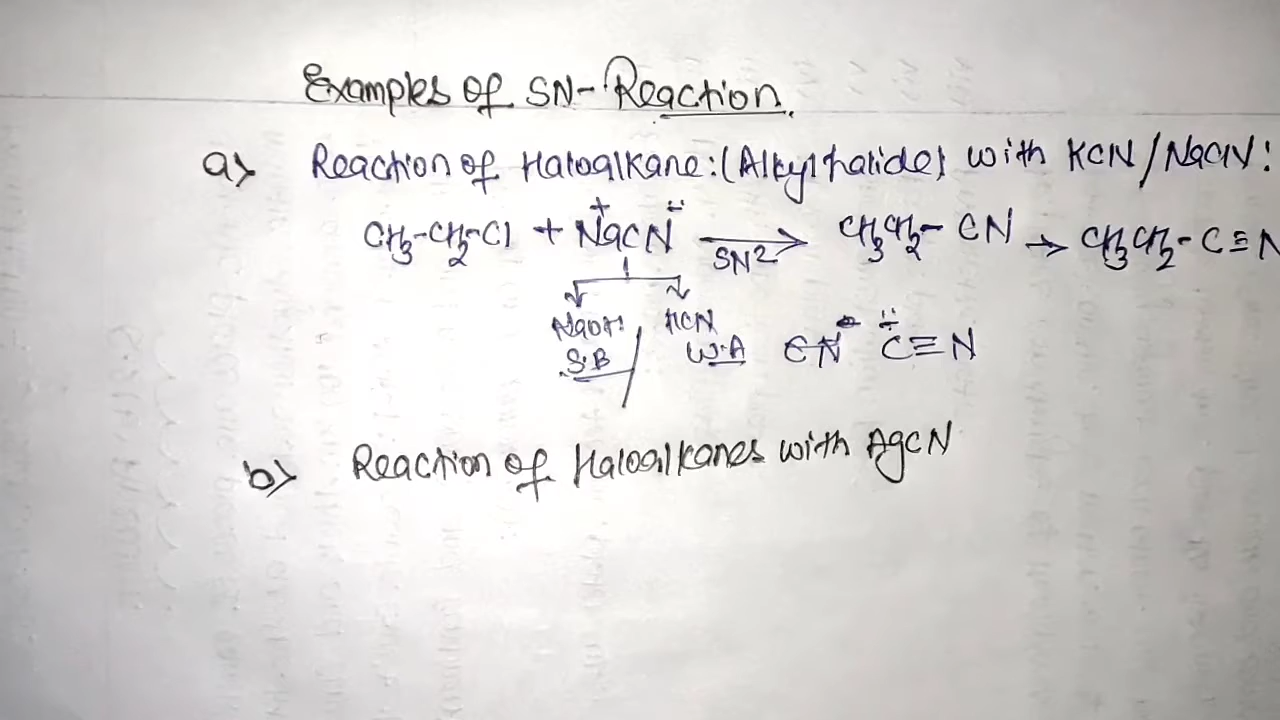 Examples of SN-Reaction.
a) Reaction of Haloalkane:(Alkyl halide) with KCN/NaCN:
CH3-CH2-Cl + NaCN → SN2 CH3CH2-CN → CH3CH2-C≡N
NaOH HCN
S.B W.A CN⊖ C≡N
b) Reaction of Haloalkanes with AgCN